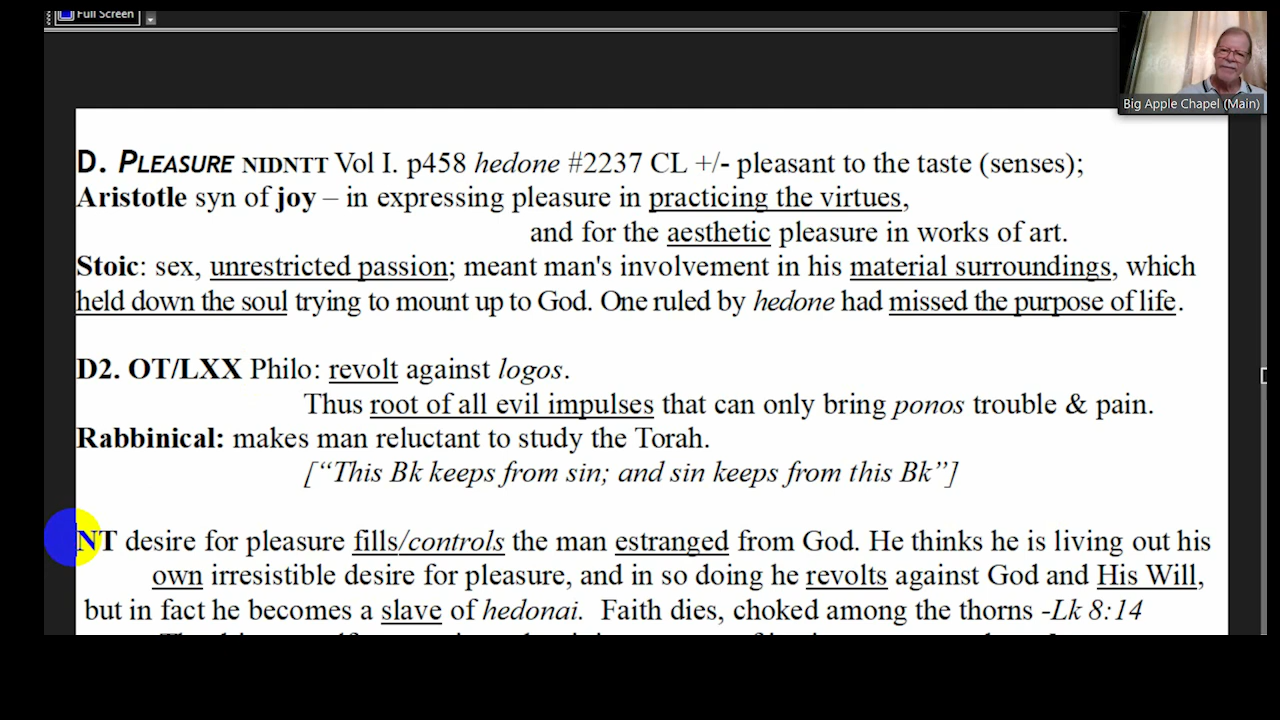 Full Screen
Big Apple Chapel (Main)
D. PLEASURE NIDNTT Vol I. p458 hedone #2237 CL +/- pleasant to the taste (senses);
Aristotle syn of joy – in expressing pleasure in practicing the virtues,
and for the aesthetic pleasure in works of art.
Stoic: sex, unrestricted passion; meant man's involvement in his material surroundings, which
held down the soul trying to mount up to God. One ruled by hedone had missed the purpose of life.
D2. OT/LXX Philo: revolt against logos.
Thus root of all evil impulses that can only bring ponos trouble & pain.
Rabbinical: makes man reluctant to study the Torah.
[“This Bk keeps from sin; and sin keeps from this Bk”]
NT desire for pleasure fills/controls the man estranged from God. He thinks he is living out his
own irresistible desire for pleasure, and in so doing he revolts against God and His Will,
but in fact he becomes a slave of hedonai. Faith dies, choked among the thorns -Lk 8:14